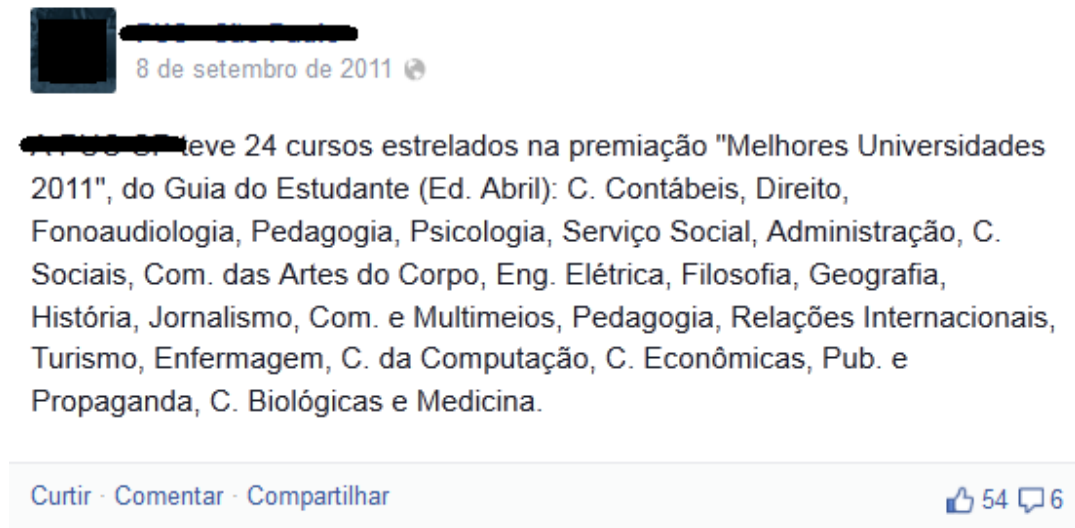 8 de setembro de 2011
teve 24 cursos estrelados na premiação "Melhores Universidades
2011", do Guia do Estudante (Ed. Abril): C. Contábeis, Direito,
Fonoaudiologia, Pedagogia, Psicologia, Serviço Social, Administração, C.
Sociais, Com. das Artes do Corpo, Eng. Elétrica, Filosofia, Geografia,
História, Jornalismo, Com. e Multimeios, Pedagogia, Relações Internacionais,
Turismo, Enfermagem, C. da Computação, C. Econômicas, Pub. e
Propaganda, C. Biológicas e Medicina.
Curtir · Comentar · Compartilhar 54 6